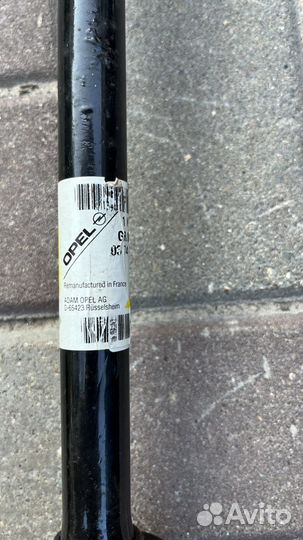 OPEL
Remanufactured in France
ADAM OPEL AG
D-65423 Rüsselsheim
Avito